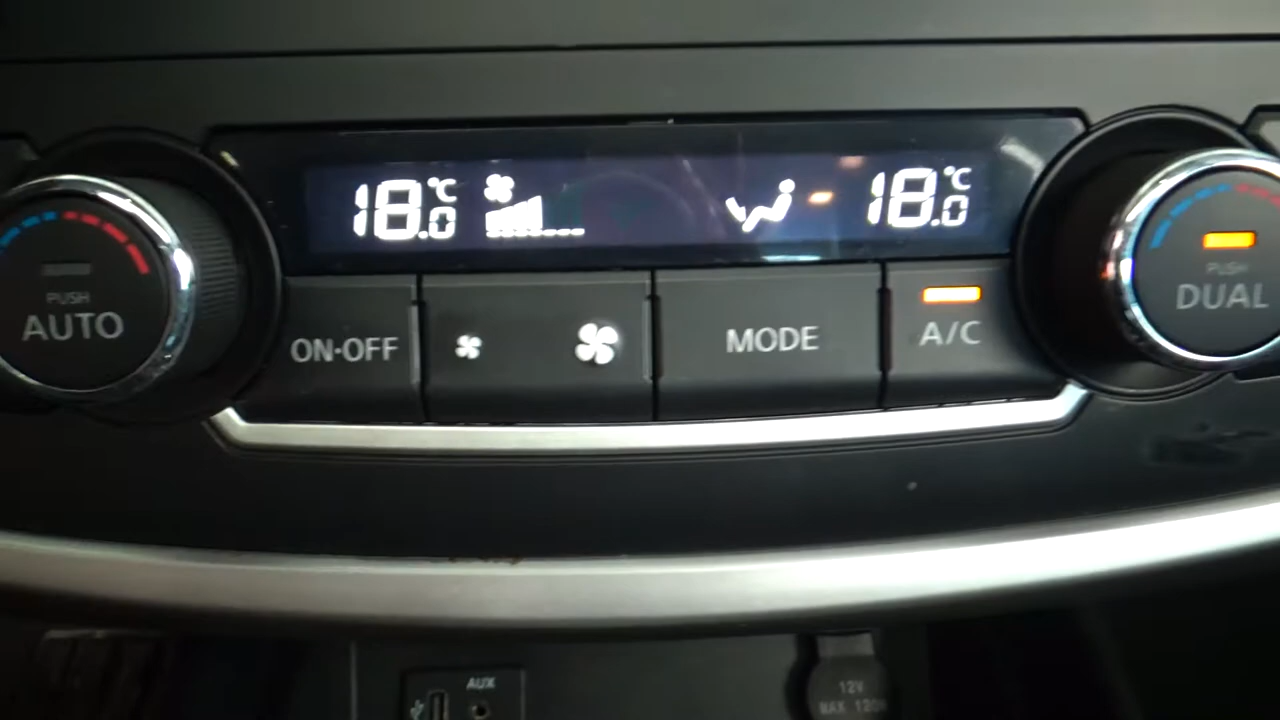 18.0°C
18.0°C
PUSH
AUTO
ON·OFF
MODE
A/C
PUSH
DUAL
AUX
12V
MAX 120W